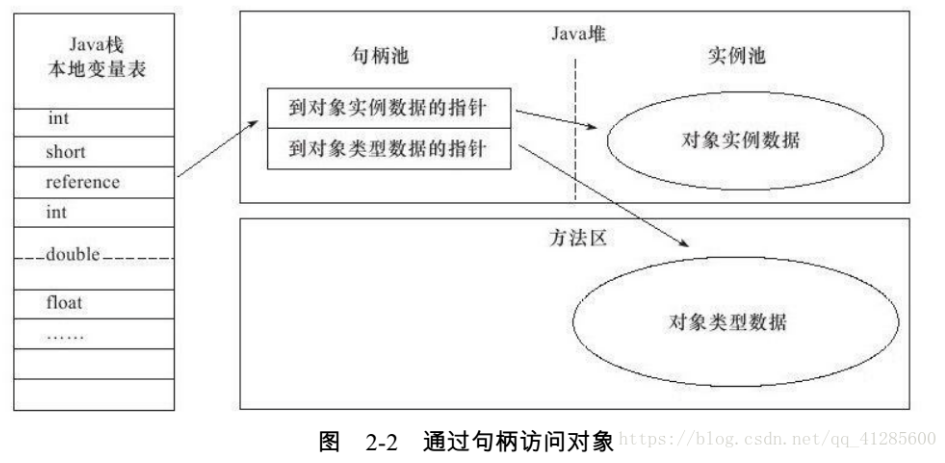 Java栈
本地变量表
int
short
reference
int
double
float
……
Java堆
句柄池
实例池
到对象实例数据的指针
到对象类型数据的指针
对象实例数据
方法区
对象类型数据
图 2-2 通过句柄访问对象
https://blog.csdn.net/qq_41285600